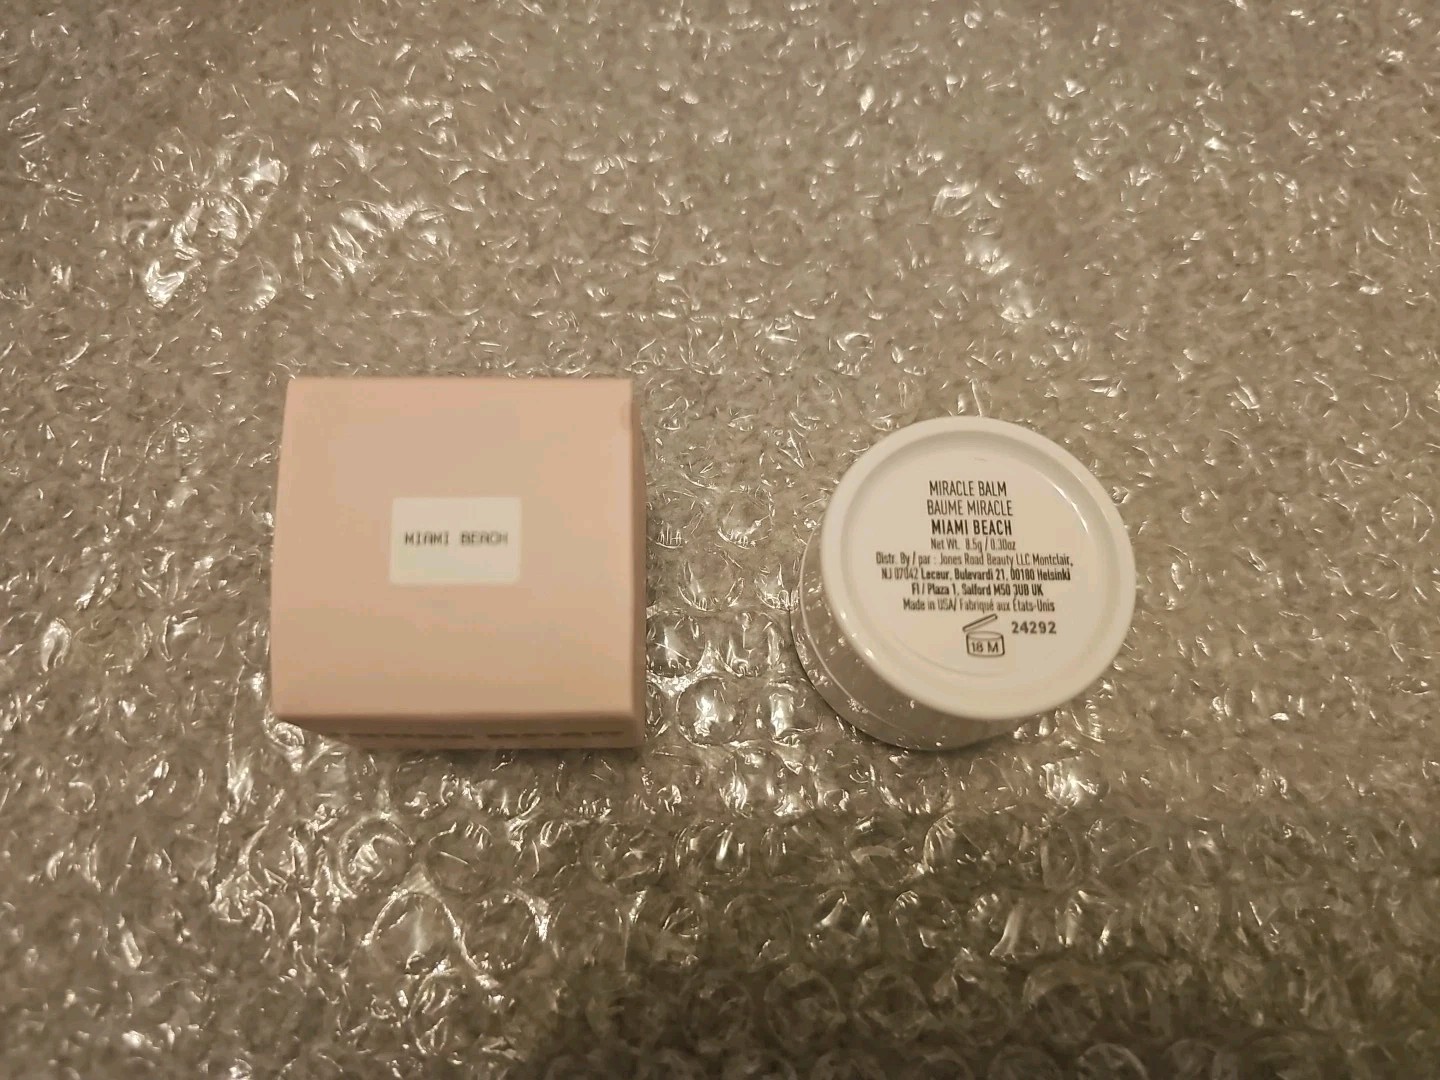 MIAMI BEACH
MIRACLE BALM
BAUME MIRACLE
MIAMI BEACH
Net Wt. 8.5g / 0.30oz
Distr. By / par : Jones Road Beauty LLC Montclair,
NJ 07042 Lacour, Bulevardi 21, 00180 Helsinki
FI / Plaza 1, Salford M50 3UB UK
Made in USA/ Fabriqué aux États-Unis
24292
18 M